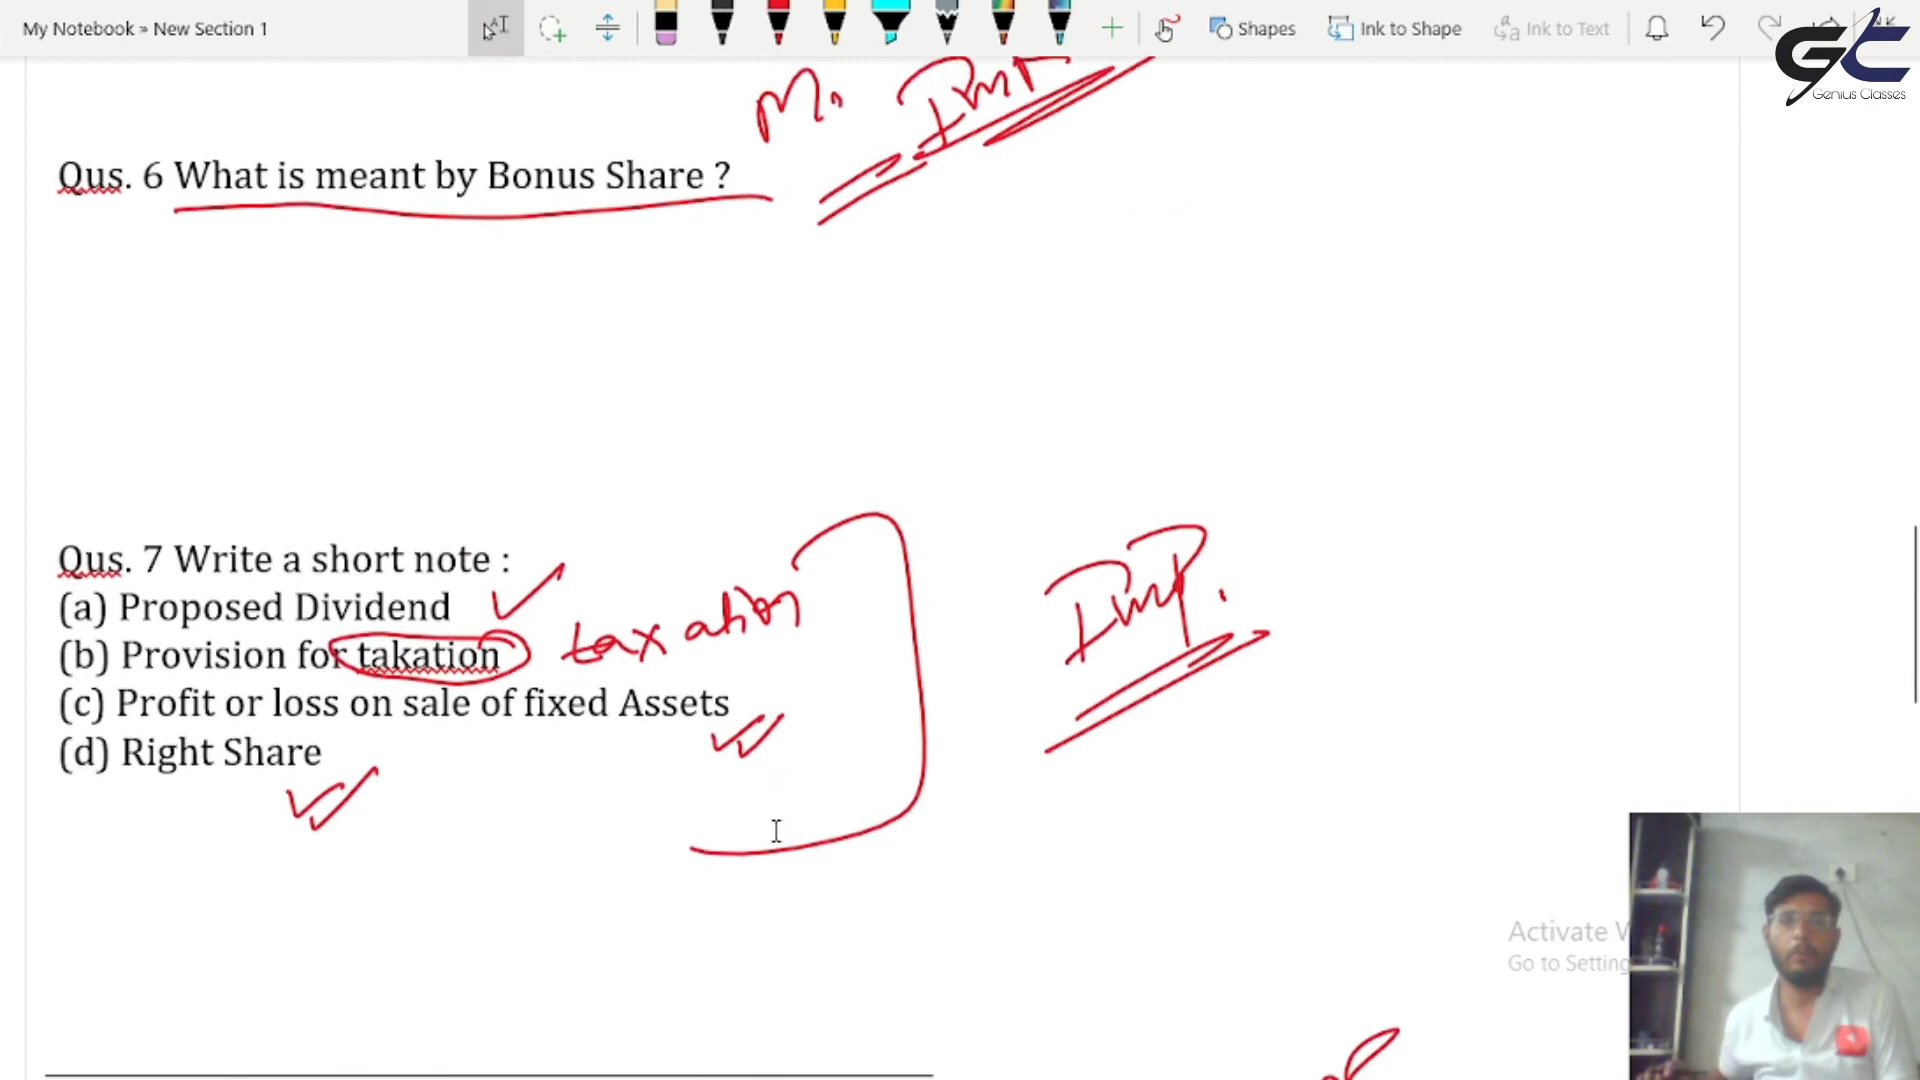 My Notebook » New Section 1
Shapes
Ink to Shape
Ink to Text
GC
Genius Classes
M. Imp
Qus. 6 What is meant by Bonus Share ?
Qus. 7 Write a short note :
(a) Proposed Dividend
(b) Provision for takation taxation
(c) Profit or loss on sale of fixed Assets
(d) Right Share
Imp.
Activate
Go to Setting